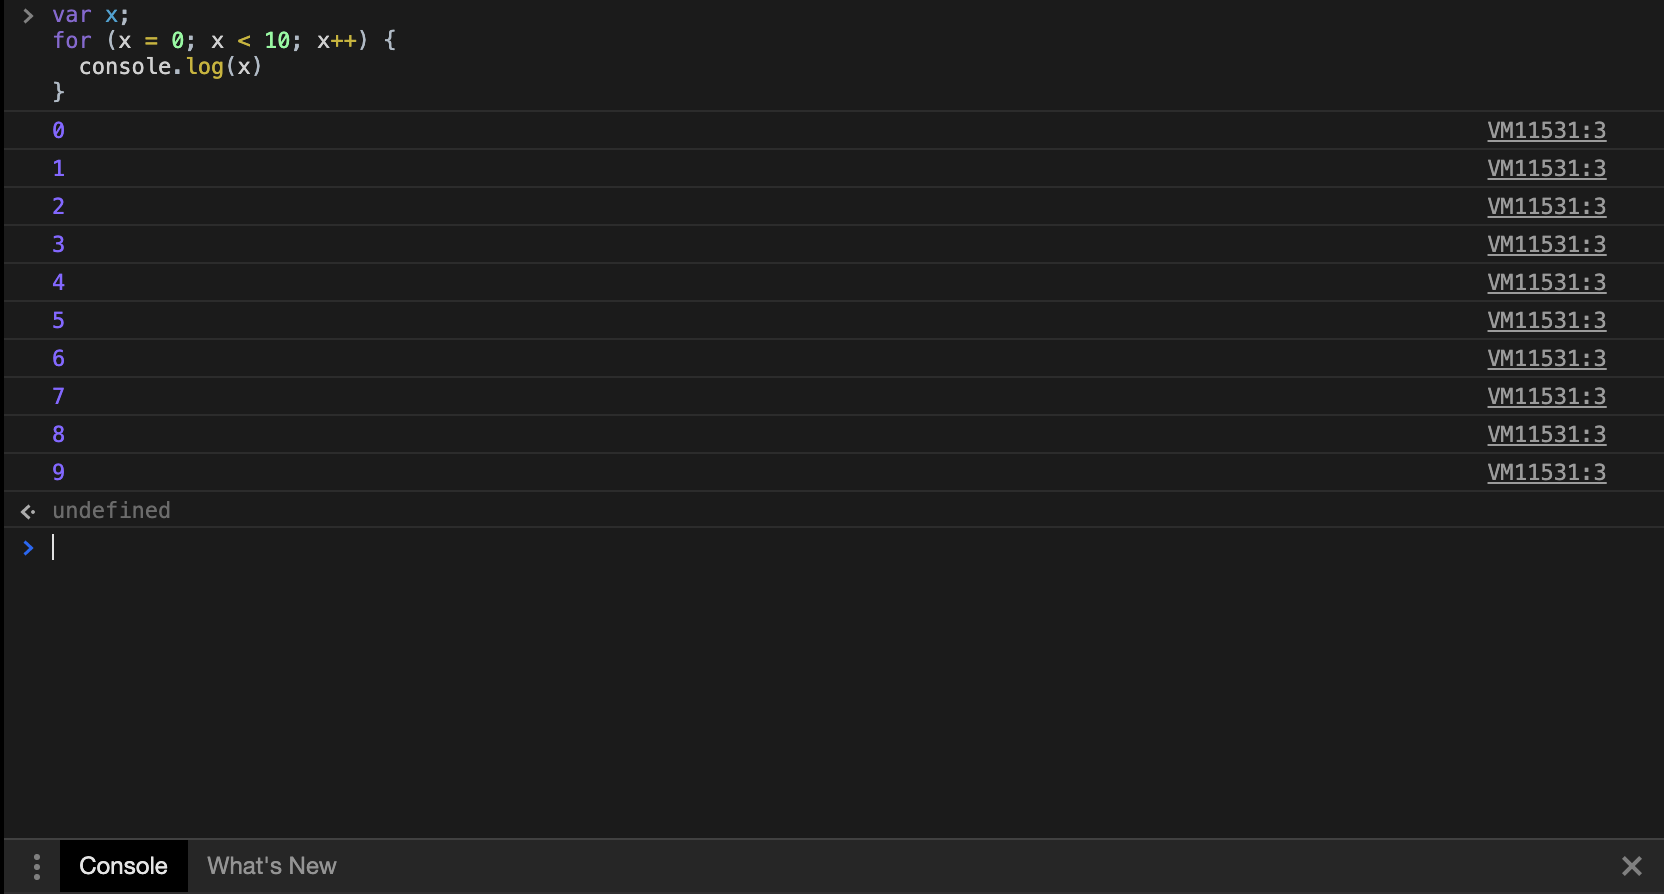 > var x;
for (x = 0; x < 10; x++) {
  console.log(x)
}
0 VM11531:3
1 VM11531:3
2 VM11531:3
3 VM11531:3
4 VM11531:3
5 VM11531:3
6 VM11531:3
7 VM11531:3
8 VM11531:3
9 VM11531:3
undefined
>
Console What's New